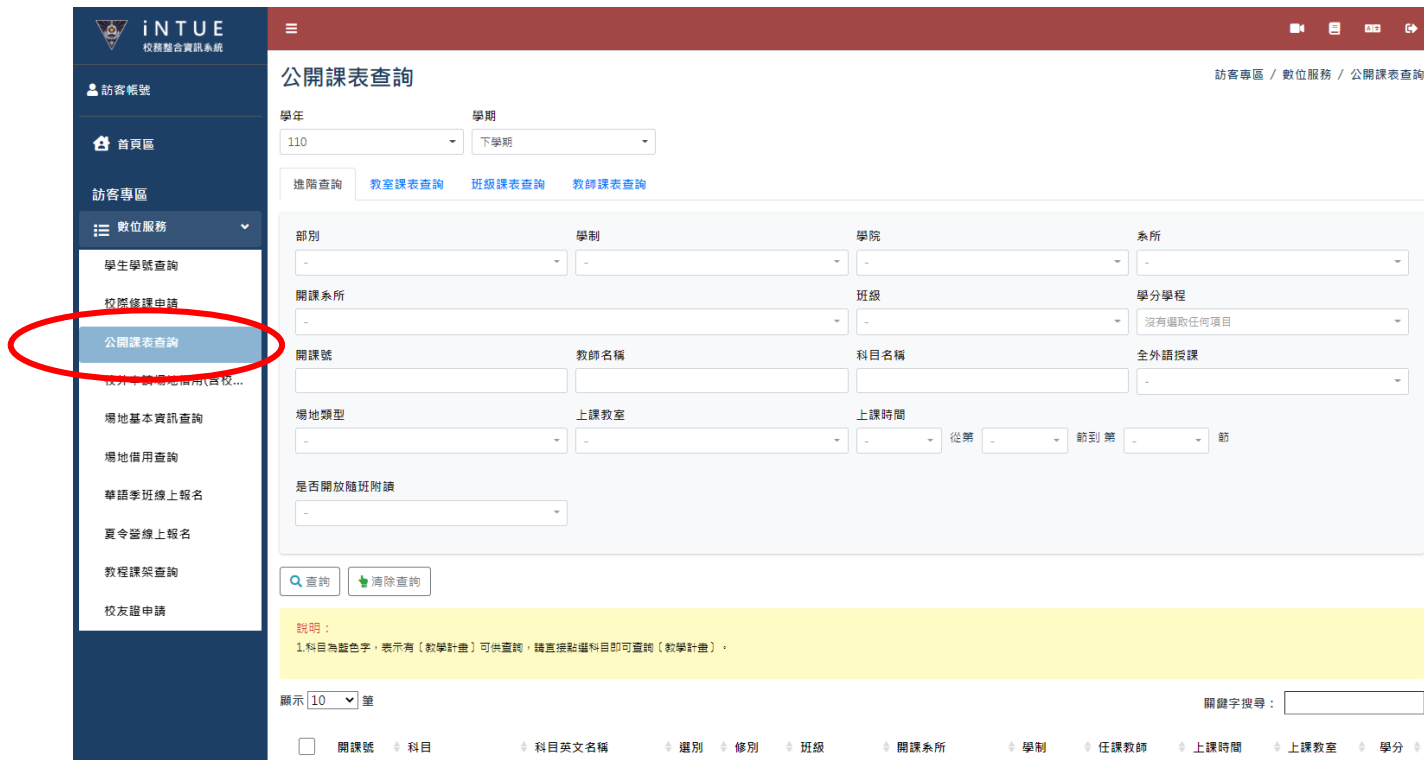 iNTUE
校務整合資訊系統
訪客帳號
首頁區
訪客專區
數位服務
學生學號查詢
校際修課申請
公開課表查詢
校外申請場地借用(含校...
場地基本資訊查詢
場地借用查詢
華語季班線上報名
夏令營線上報名
教程課架查詢
校友證申請
公開課表查詢
訪客專區 / 數位服務 / 公開課表查詢
學年 學期
110 下學期
進階查詢 教室課表查詢 班級課表查詢 教師課表查詢
部別 學制 學院 系所
- - - -
開課系所 班級 學分學程
- - 沒有選取任何項目
開課號 教師名稱 科目名稱 全外語授課
-
場地類型 上課教室 上課時間
- - - 從第 - 節到 第 - 節
是否開放隨班附讀
-
查詢 清除查詢
說明：
1.科目為藍色字，表示有〔教學計畫〕可供查詢，請直接點選科目即可查詢〔教學計畫〕。
顯示 10 筆 關鍵字搜尋：
開課號 科目 科目英文名稱 選別 修別 班級 開課系所 學制 任課教師 上課時間 上課教室 學分